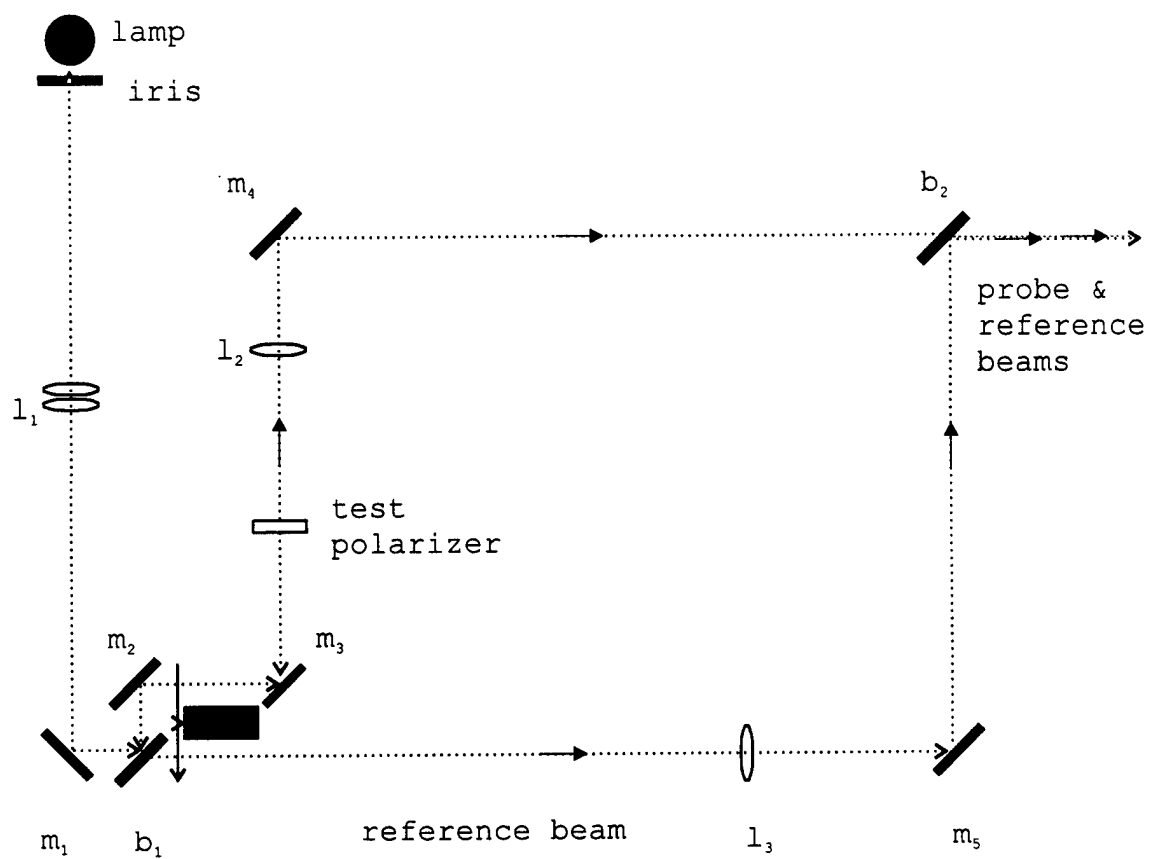 lamp
iris
m₄
b₂
probe &
reference
beams
l₂
l₁
test
polarizer
m₂
m₃
m₁
b₁
reference beam
l₃
m₅